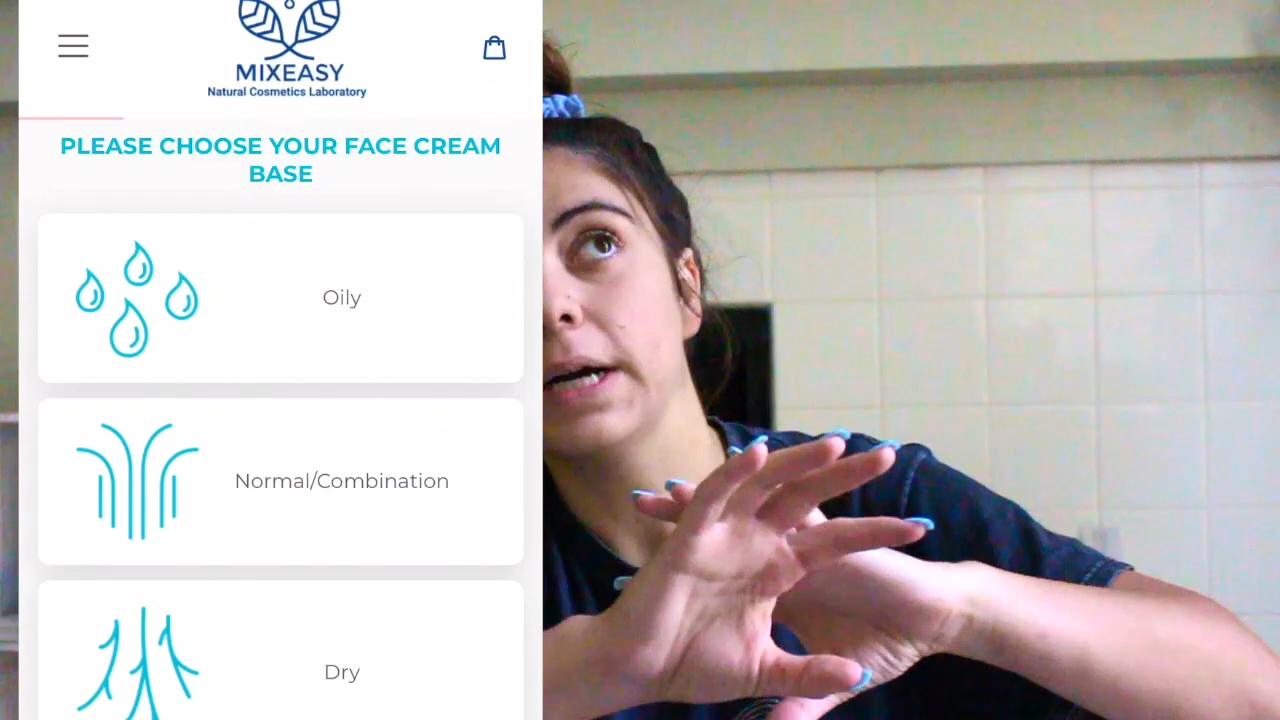 MIXEASY
Natural Cosmetics Laboratory
PLEASE CHOOSE YOUR FACE CREAM
BASE
Oily
Normal/Combination
Dry